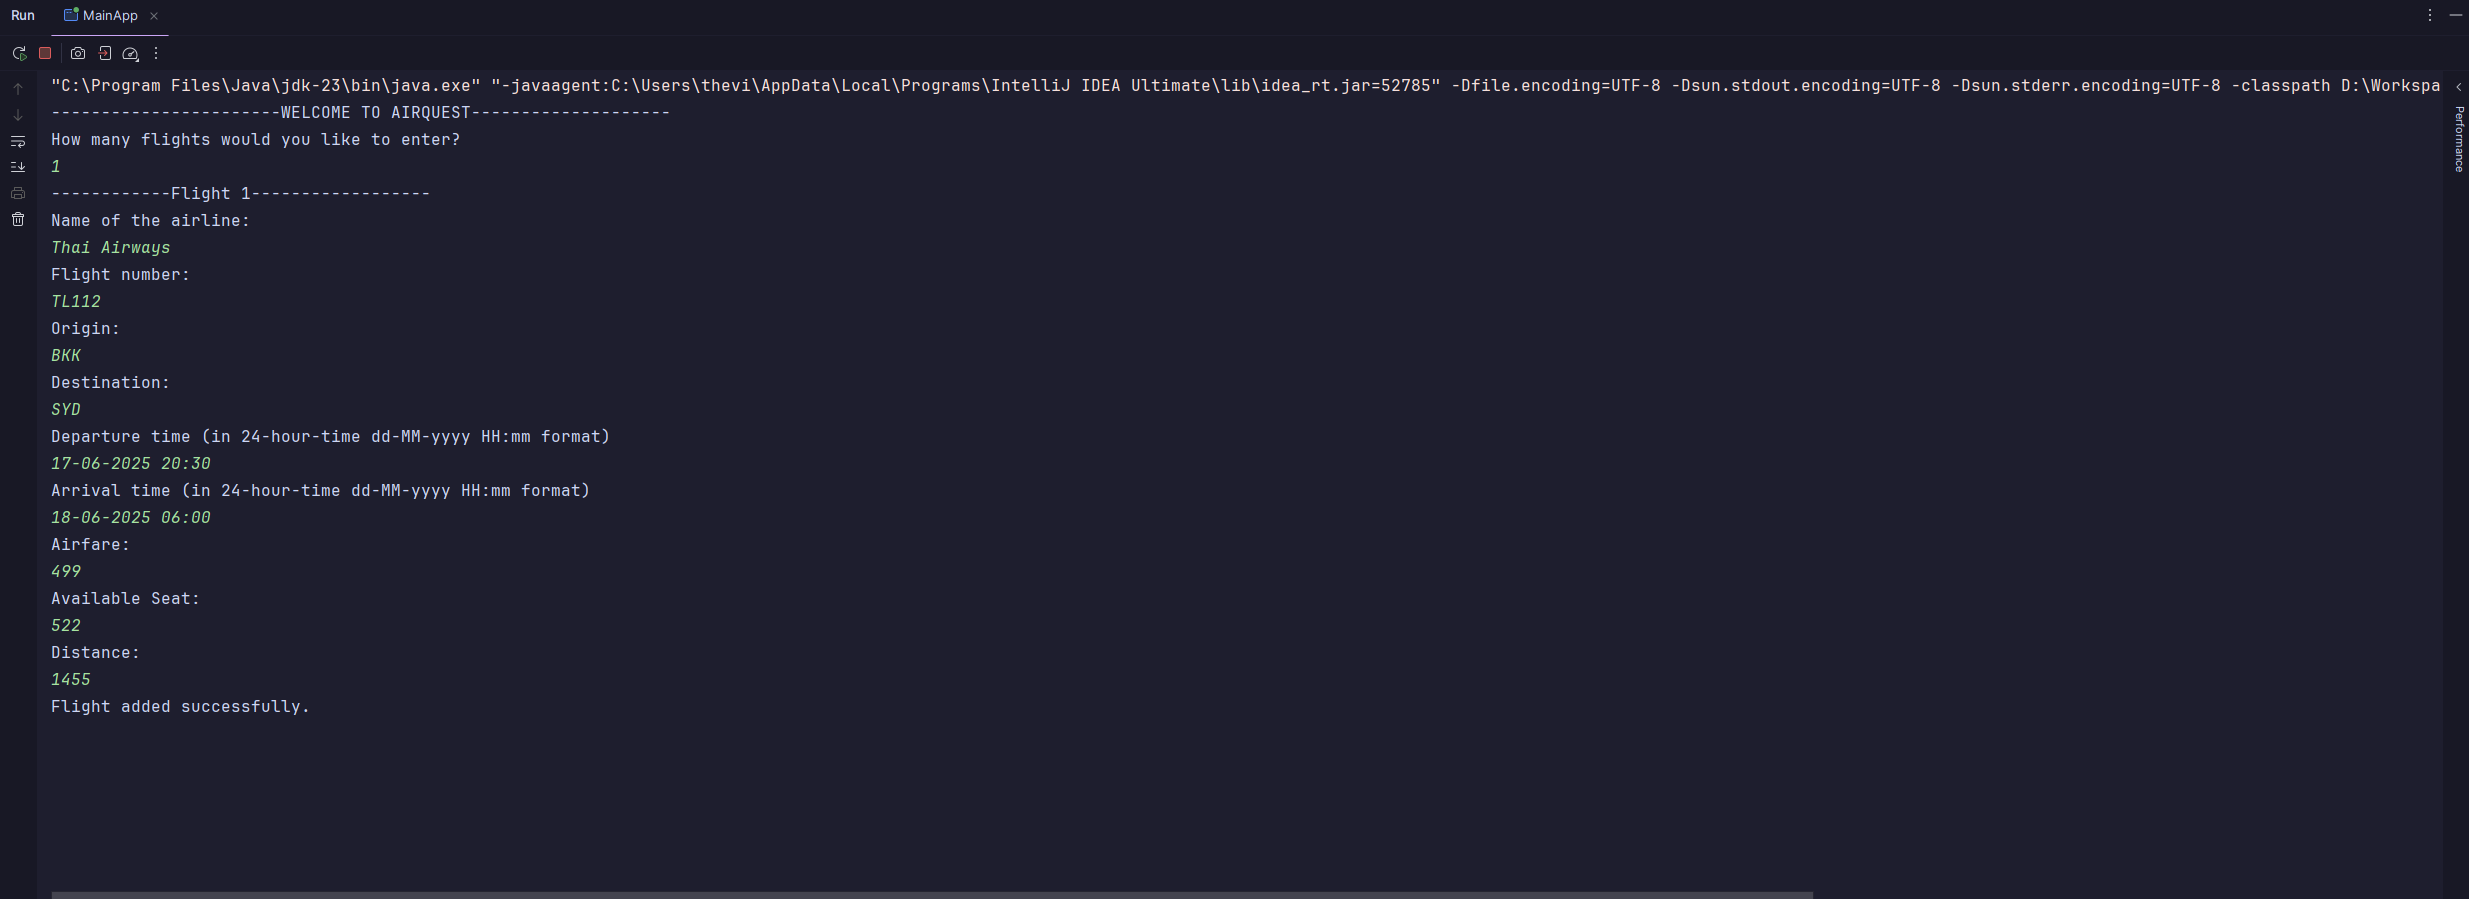 Run MainApp
"C:\Program Files\Java\jdk-23\bin\java.exe" "-javaagent:C:\Users\thevi\AppData\Local\Programs\IntelliJ IDEA Ultimate\lib\idea_rt.jar=52785" -Dfile.encoding=UTF-8 -Dsun.stdout.encoding=UTF-8 -Dsun.stderr.encoding=UTF-8 -classpath D:\Workspa
-----------------------WELCOME TO AIRQUEST--------------------
How many flights would you like to enter?
1
------------Flight 1------------------
Name of the airline:
Thai Airways
Flight number:
TL112
Origin:
BKK
Destination:
SYD
Departure time (in 24-hour-time dd-MM-yyyy HH:mm format)
17-06-2025 20:30
Arrival time (in 24-hour-time dd-MM-yyyy HH:mm format)
18-06-2025 06:00
Airfare:
499
Available Seat:
522
Distance:
1455
Flight added successfully.
Performance